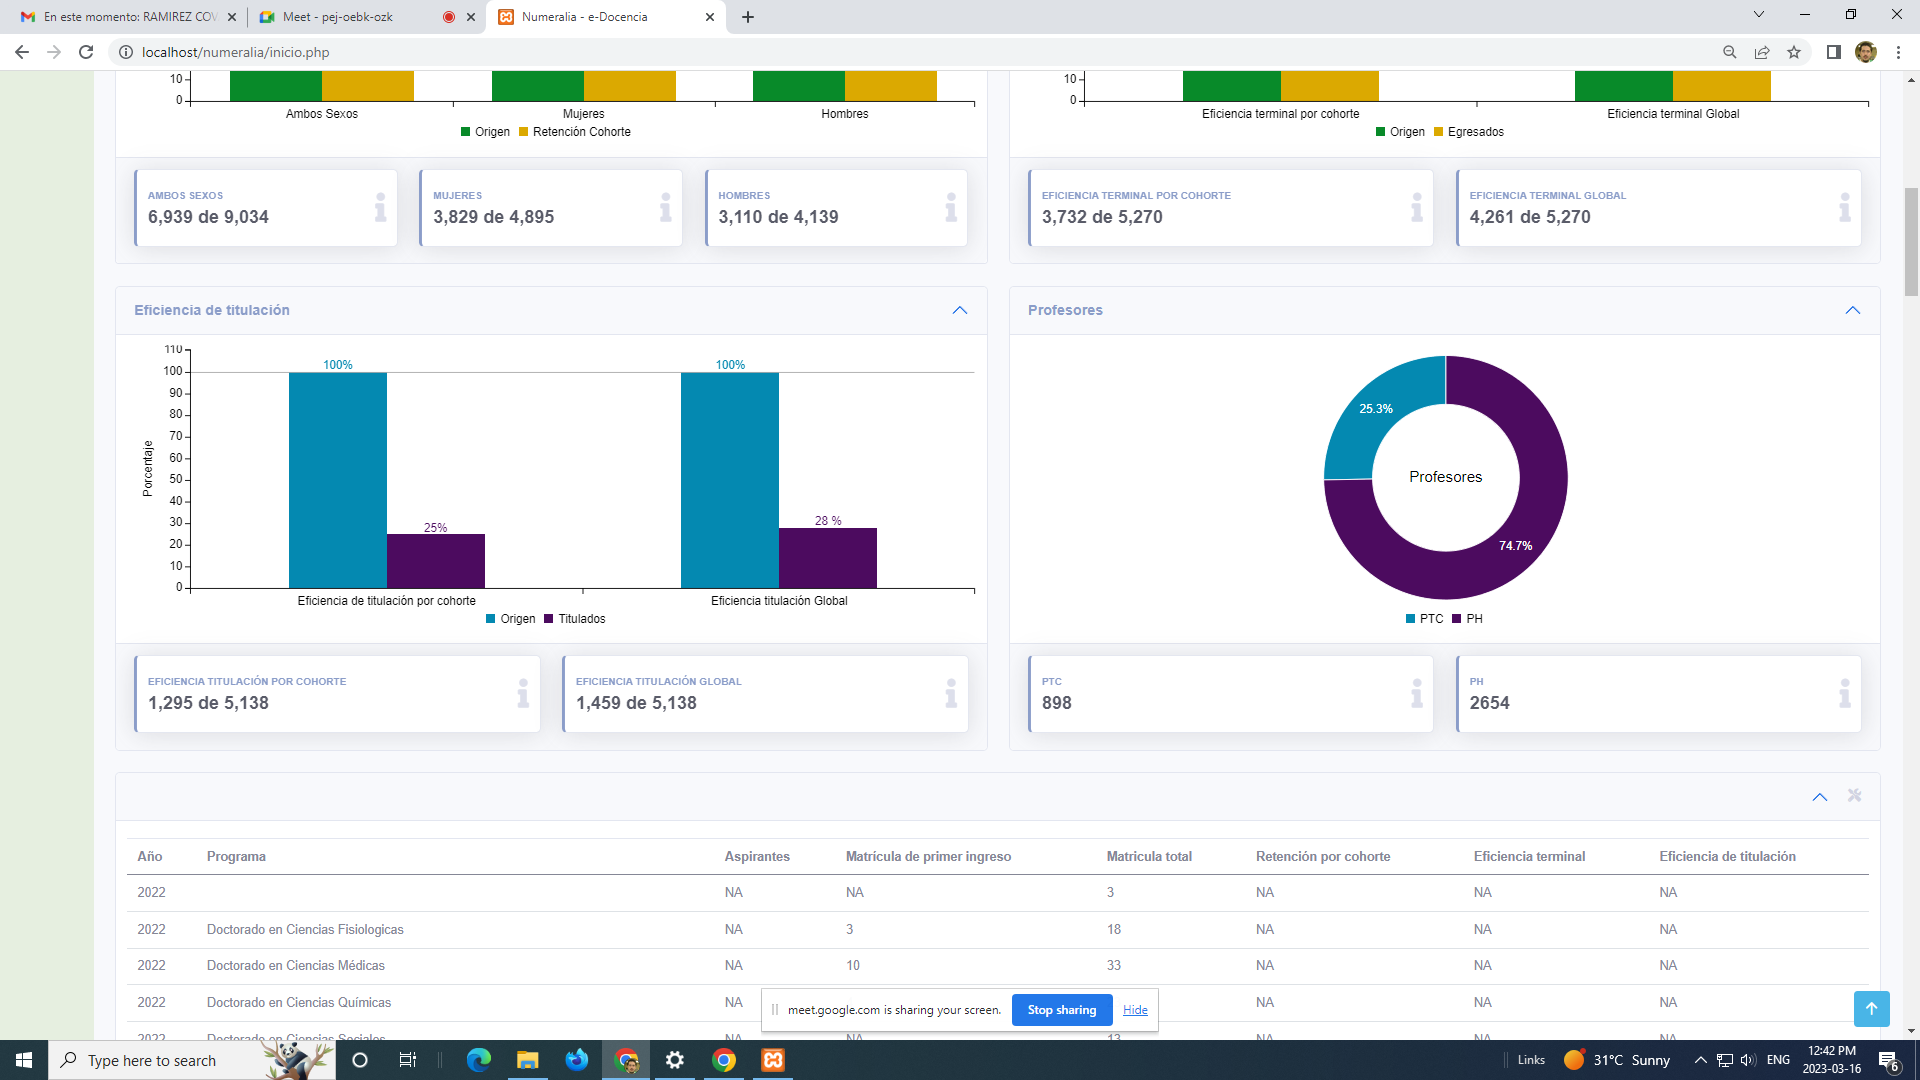 En este momento: RAMIREZ COV
Meet - pej-oebk-ozk
Numeralia - e-Docencia
localhost/numeralia/inicio.php
10
0
Ambos Sexos Mujeres Hombres
Origen Retención Cohorte
10
0
Eficiencia terminal por cohorte Eficiencia terminal Global
Origen Egresados
AMBOS SEXOS
6,939 de 9,034
MUJERES
3,829 de 4,895
HOMBRES
3,110 de 4,139
EFICIENCIA TERMINAL POR COHORTE
3,732 de 5,270
EFICIENCIA TERMINAL GLOBAL
4,261 de 5,270
Eficiencia de titulación
Porcentaje
110
100
90
80
70
60
50
40
30
20
10
0
100%
25%
100%
28 %
Eficiencia de titulación por cohorte Eficiencia titulación Global
Origen Titulados
Profesores
25.3%
Profesores
74.7%
PTC PH
EFICIENCIA TITULACIÓN POR COHORTE
1,295 de 5,138
EFICIENCIA TITULACIÓN GLOBAL
1,459 de 5,138
PTC
898
PH
2654
Año Programa Aspirantes Matrícula de primer ingreso Matricula total Retención por cohorte Eficiencia terminal Eficiencia de titulación
2022 NA NA 3 NA NA NA
2022 Doctorado en Ciencias Fisiologicas NA 3 18 NA NA NA
2022 Doctorado en Ciencias Médicas NA 10 33 NA NA NA
2022 Doctorado en Ciencias Químicas NA NA NA NA
Doctorado en Ciencias Sociales NA NA 13 NA NA NA
meet.google.com is sharing your screen.
Stop sharing
Hide
Type here to search
Links
31°C Sunny
ENG
12:42 PM
2023-03-16
6